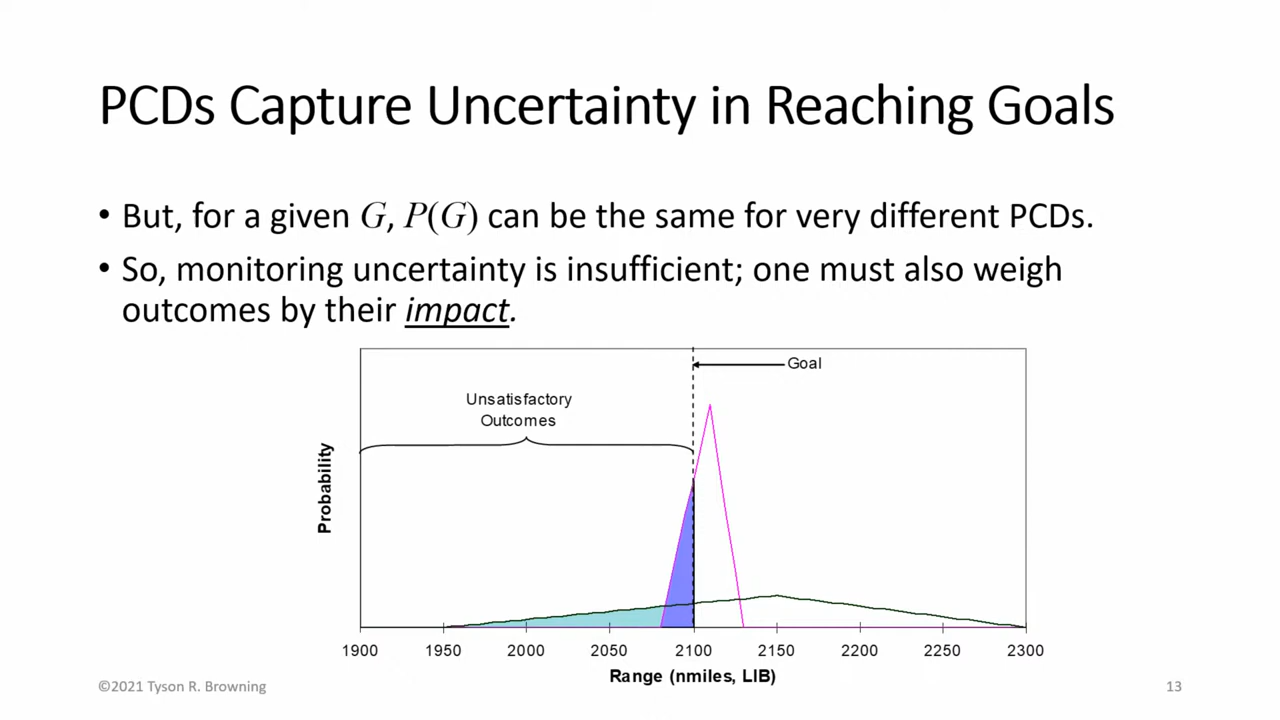 PCDs Capture Uncertainty in Reaching Goals
• But, for a given G, P(G) can be the same for very different PCDs.
• So, monitoring uncertainty is insufficient; one must also weigh
outcomes by their impact.
Goal
Unsatisfactory
Outcomes
Probability
1900 1950 2000 2050 2100 2150 2200 2250 2300
Range (nmiles, LIB)
©2021 Tyson R. Browning
13